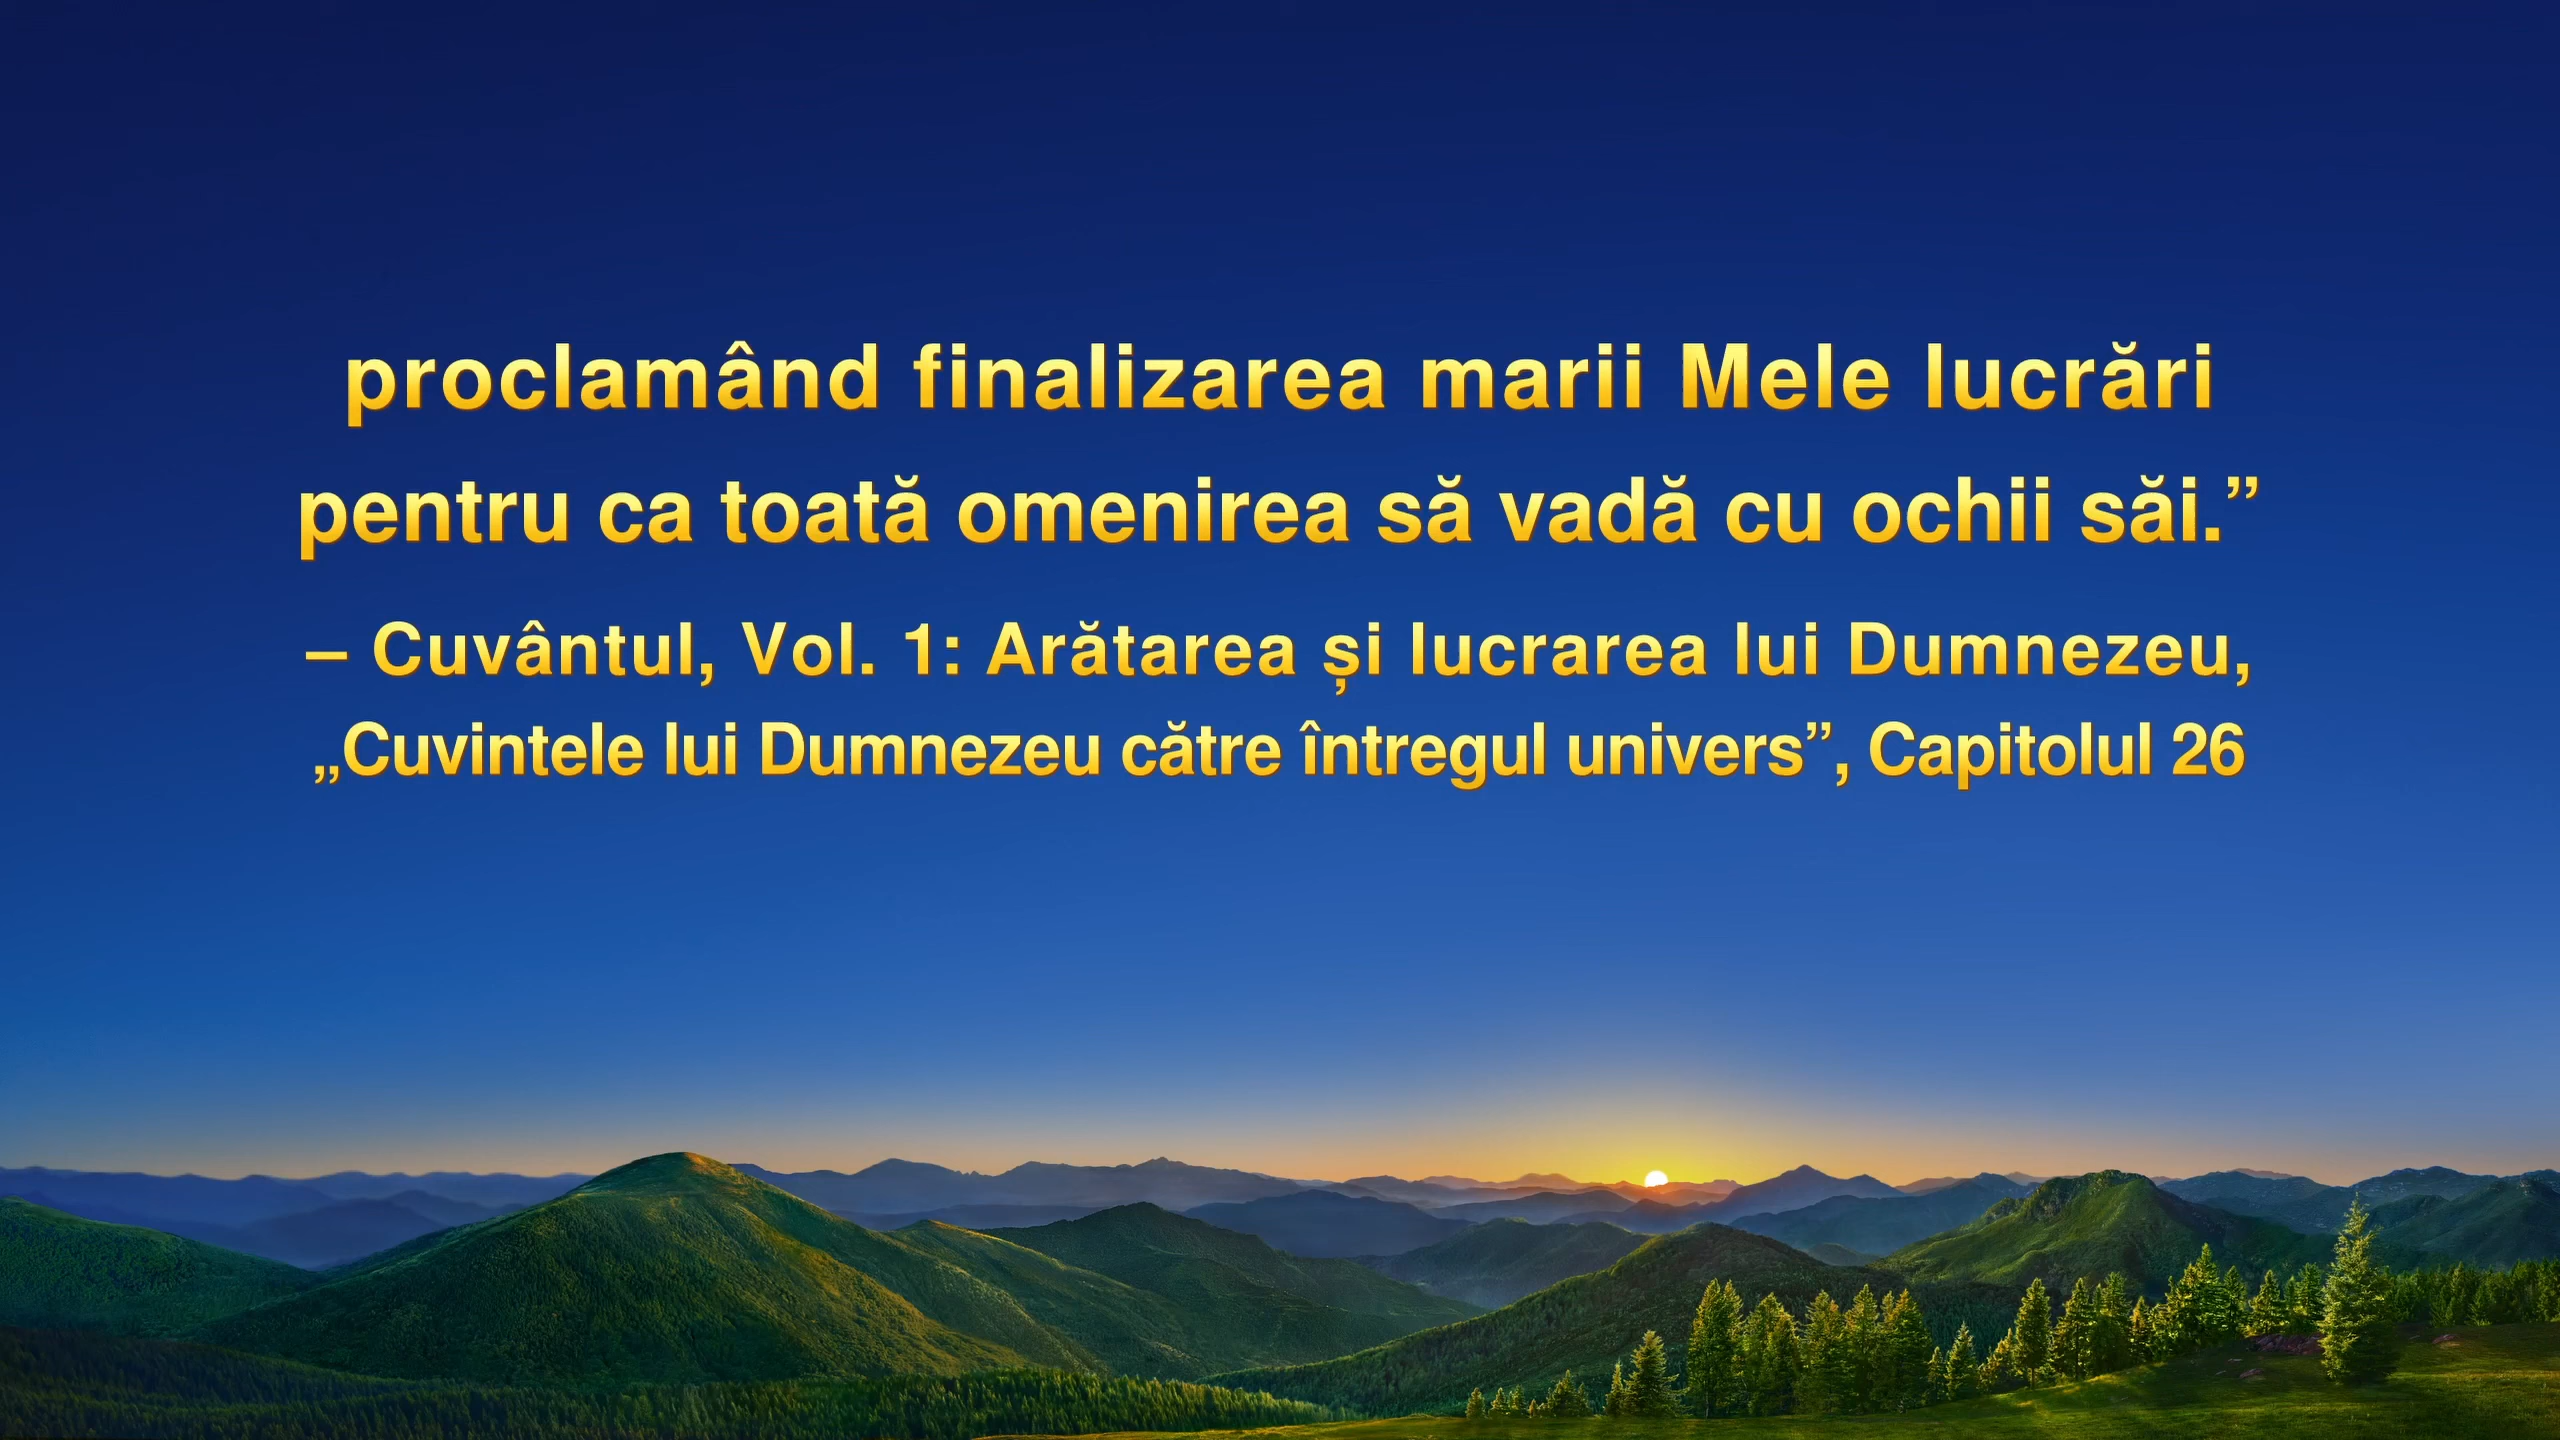 proclamând finalizarea marii Mele lucrări
pentru ca toată omenirea să vadă cu ochii săi.”
– Cuvântul, Vol. 1: Arătarea și lucrarea lui Dumnezeu,
„Cuvintele lui Dumnezeu către întregul univers”, Capitolul 26